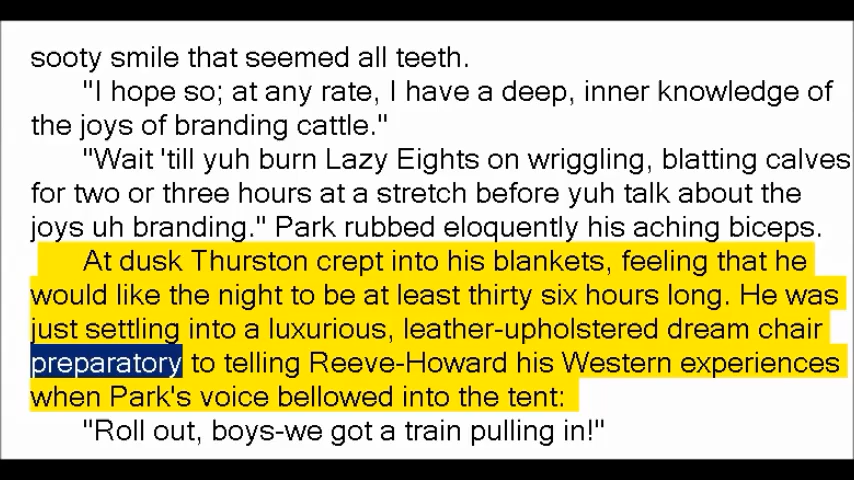 sooty smile that seemed all teeth.
"I hope so; at any rate, I have a deep, inner knowledge of
the joys of branding cattle."
"Wait 'till yuh burn Lazy Eights on wriggling, blatting calves
for two or three hours at a stretch before yuh talk about the
joys uh branding." Park rubbed eloquently his aching biceps.
At dusk Thurston crept into his blankets, feeling that he
would like the night to be at least thirty six hours long. He was
just settling into a luxurious, leather-upholstered dream chair
preparatory to telling Reeve-Howard his Western experiences
when Park's voice bellowed into the tent:
"Roll out, boys-we got a train pulling in!"